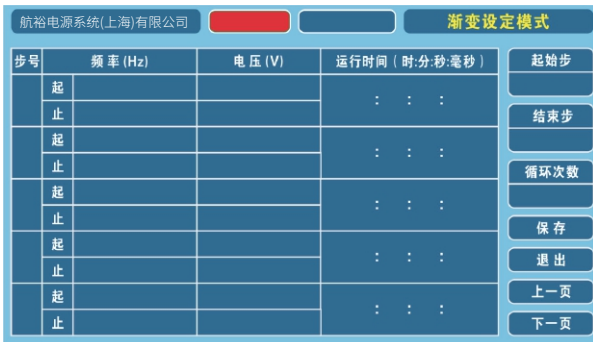 航裕电源系统(上海)有限公司 渐变设定模式
步号 频率(Hz) 电压(V) 运行时间(时:分:秒:毫秒) 起始步
起
: : :
止
结束步
起
: : :
止
循环次数
起
: : :
止
保存
起
: : :
退出
止
起
上一页
: : :
止
下一页